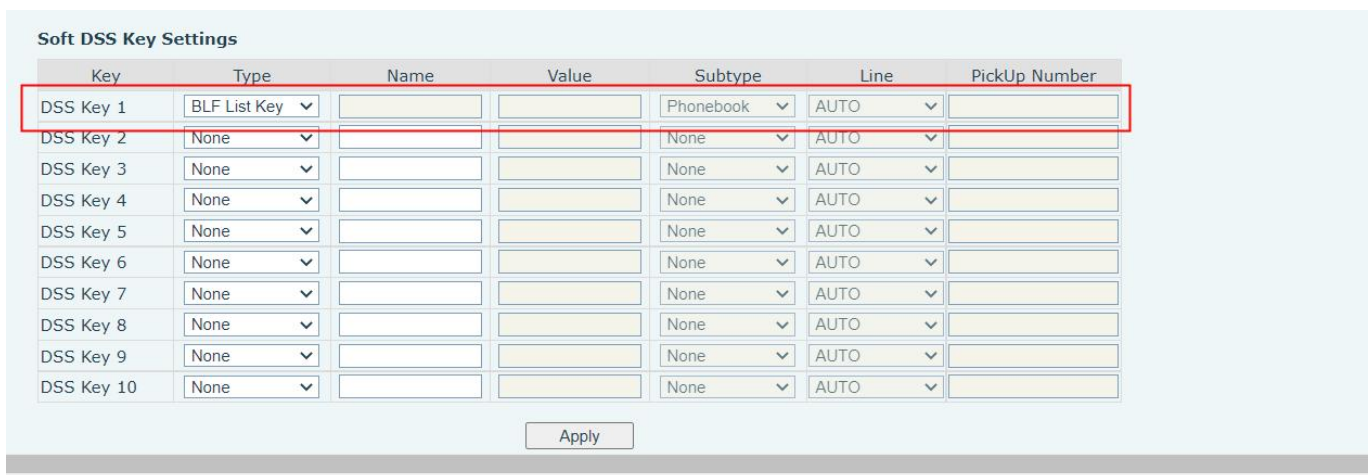 Soft DSS Key Settings
Key Type Name Value Subtype Line PickUp Number
DSS Key 1 BLF List Key Phonebook AUTO
DSS Key 2 None None AUTO
DSS Key 3 None None AUTO
DSS Key 4 None None AUTO
DSS Key 5 None None AUTO
DSS Key 6 None None AUTO
DSS Key 7 None None AUTO
DSS Key 8 None None AUTO
DSS Key 9 None None AUTO
DSS Key 10 None None AUTO
Apply